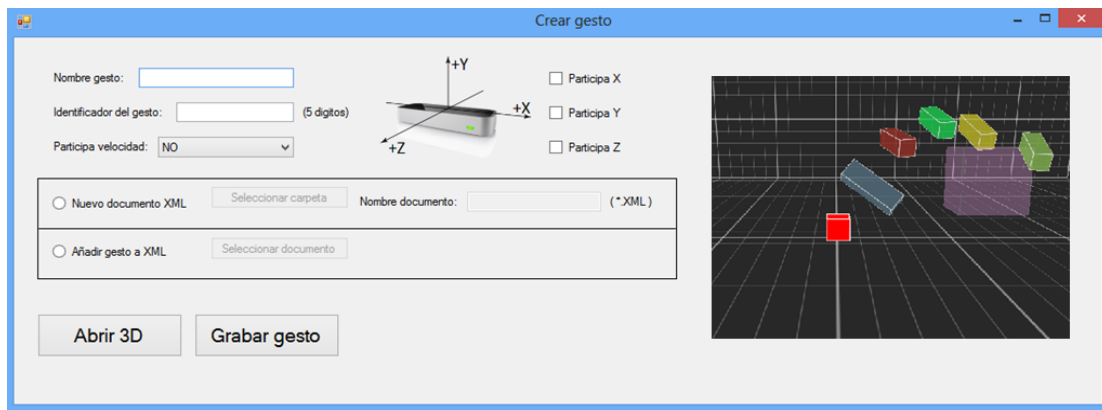 Crear gesto
Nombre gesto:
Identificador del gesto: (5 digitos)
Participa velocidad: NO
+Y
+X
+Z
Participa X
Participa Y
Participa Z
Nuevo documento XML Seleccionar carpeta Nombre documento: (*.XML)
Añadir gesto a XML Seleccionar documento
Abrir 3D Grabar gesto